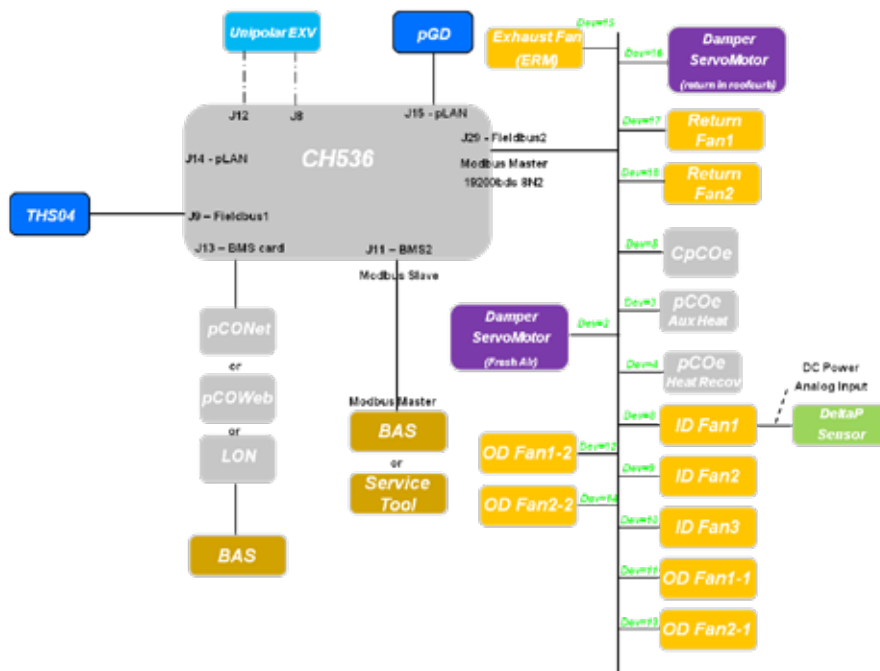 Unipolar EXV
pGD
Exhaust Fan
(ERM)
Dev=15
Damper
ServoMotor
(return in roofcurb)
Dev=16
J12
J8
J15 - pLAN
J29 - Fieldbus2
CH536
J14 - pLAN
Modbus Master
19200bds 8N2
Dev=17
Return
Fan1
Dev=18
Return
Fan2
THS04
J9 – Fieldbus1
J13 – BMS card
J11 – BMS2
Modbus Slave
CpCOe
pCOe
Aux Heat
Dev=3
Damper
ServoMotor
(Fresh Air)
Dev=2
pCONet
or
pCOWeb
or
LON
BAS
Modbus Master
BAS
or
Service
Tool
Dev=4
pCOe
Heat Recov
DC Power
Analog Input
ID Fan1
DeltaP
Sensor
OD Fan1-2
Dev=12
Dev=9
ID Fan2
OD Fan2-2
Dev=14
Dev=10
ID Fan3
Dev=11
OD Fan1-1
Dev=13
OD Fan2-1